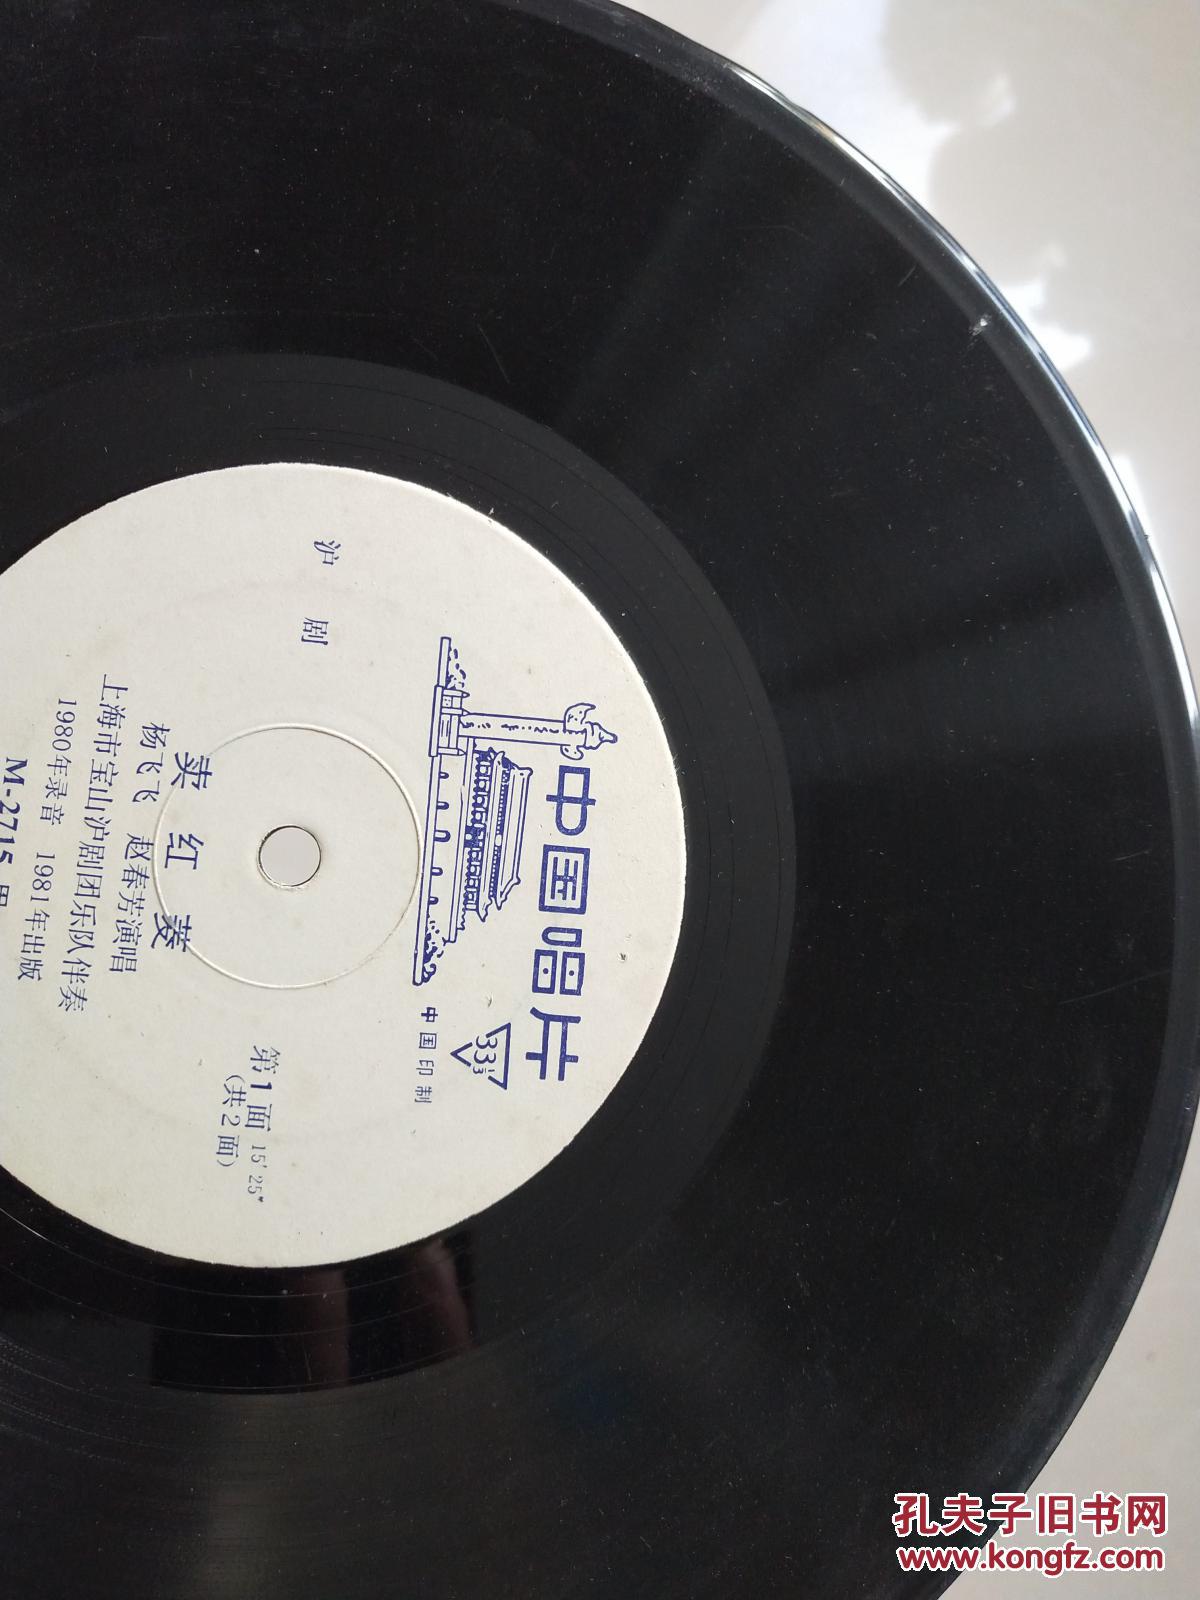 中国唱片
33⅓
中国印制
沪剧
第1面 15′25″
(共2面)
卖红菱
杨飞飞 赵春芳演唱
上海市宝山沪剧团乐队伴奏
1980年录音 1981年出版
M-2715
孔夫子旧书网
www.kongfz.com